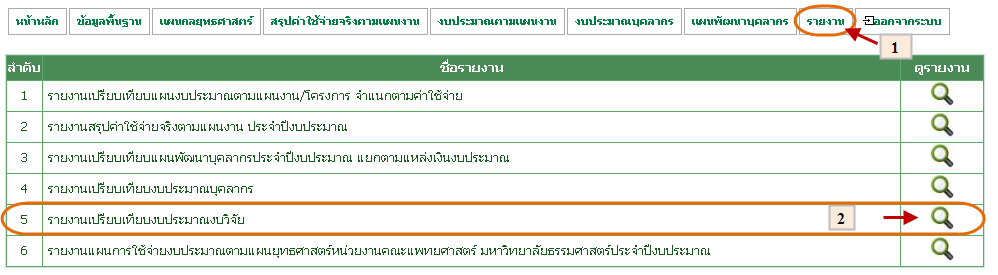 หน้าหลัก ข้อมูลพื้นฐาน แผนกลยุทธศาสตร์ สรุปค่าใช้จ่ายจริงตามแผนงาน งบประมาณตามแผนงาน งบประมาณบุคลากร แผนพัฒนาบุคลากร รายงาน ออกจากระบบ
1
ลำดับ ชื่อรายงาน ดูรายงาน
1 รายงานเปรียบเทียบแผนงบประมาณตามแผนงาน/โครงการ จำแนกตามค่าใช้จ่าย
2 รายงานสรุปค่าใช้จ่ายจริงตามแผนงาน ประจำปีงบประมาณ
3 รายงานเปรียบเทียบแผนพัฒนาบุคลากรประจำปีงบประมาณ แยกตามแหล่งเงินงบประมาณ
4 รายงานเปรียบเทียบงบประมาณบุคลากร
5 รายงานเปรียบเทียบงบประมาณงบวิจัย 2
6 รายงานแผนการใช้จ่ายงบประมาณตามแผนยุทธศาสตร์หน่วยงานคณะแพทยศาสตร์ มหาวิทยาลัยธรรมศาสตร์ประจำปีงบประมาณ